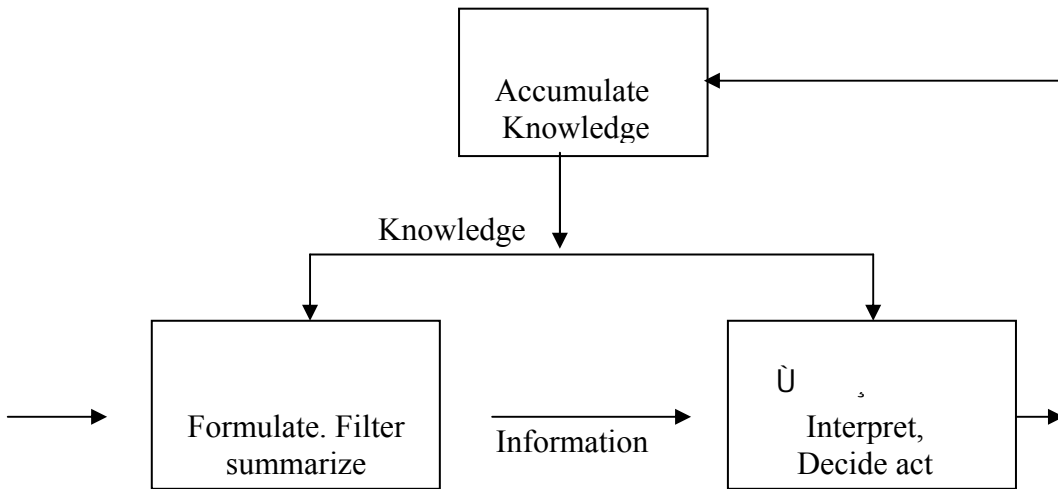 Accumulate
Knowledge
Knowledge
Formulate. Filter
summarize
Information
Ù ¸
Interpret,
Decide act